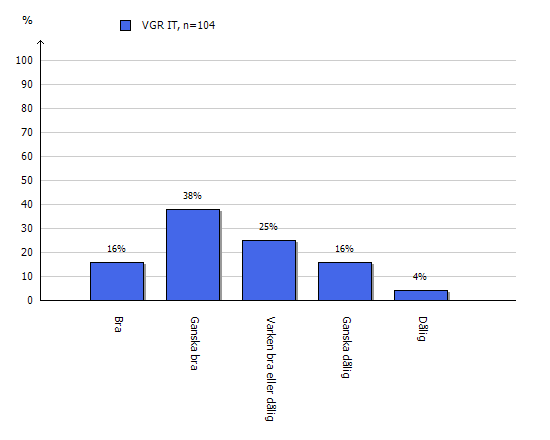 %
VGR IT, n=104
100
90
80
70
60
50
40
30
20
10
0
16%
38%
25%
16%
4%
Bra
Ganska bra
Varken bra eller dålig
Ganska dålig
Dålig